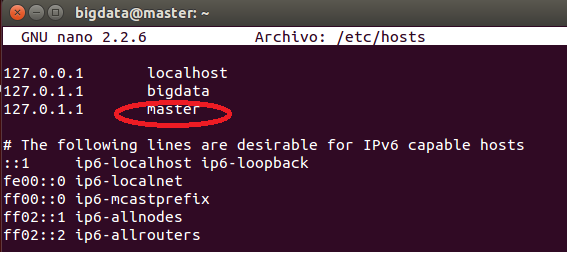 bigdata@master: ~
GNU nano 2.2.6 Archivo: /etc/hosts
127.0.0.1 localhost
127.0.1.1 bigdata
127.0.1.1 master
# The following lines are desirable for IPv6 capable hosts
::1 ip6-localhost ip6-loopback
fe00::0 ip6-localnet
ff00::0 ip6-mcastprefix
ff02::1 ip6-allnodes
ff02::2 ip6-allrouters